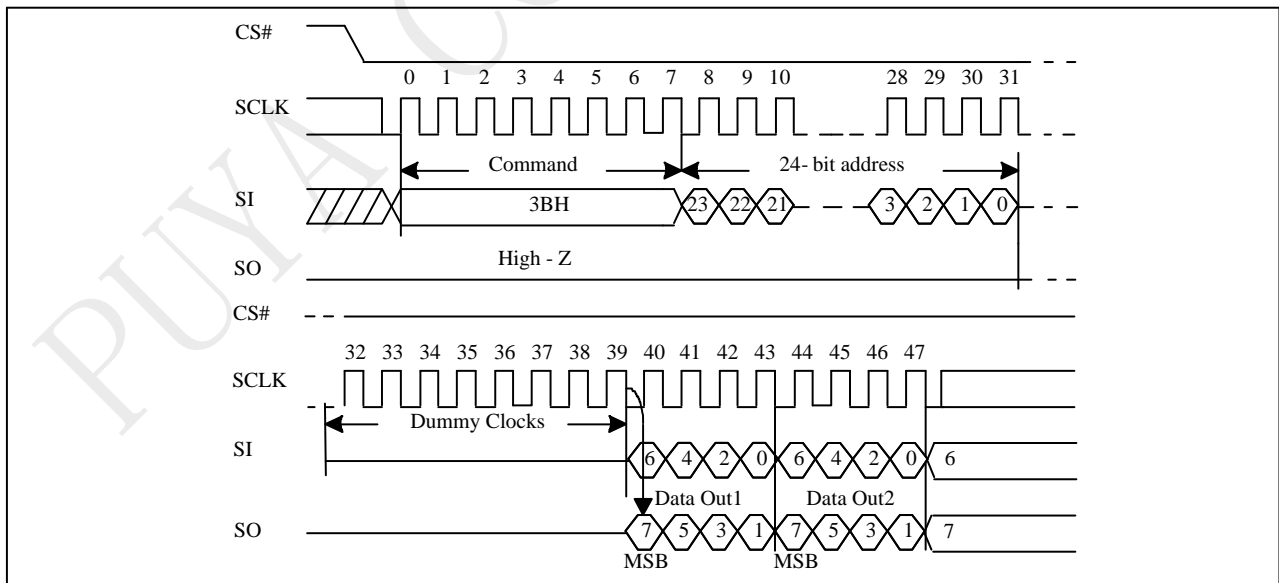 CS#
0 1 2 3 4 5 6 7 8 9 10 28 29 30 31
SCLK
Command 24- bit address
SI 3BH 23 22 21 3 2 1 0
High - Z
SO
CS#
32 33 34 35 36 37 38 39 40 41 42 43 44 45 46 47
SCLK
Dummy Clocks
SI 6 4 2 0 6 4 2 0 6
Data Out1 Data Out2
SO 7 5 3 1 7 5 3 1 7
MSB MSB